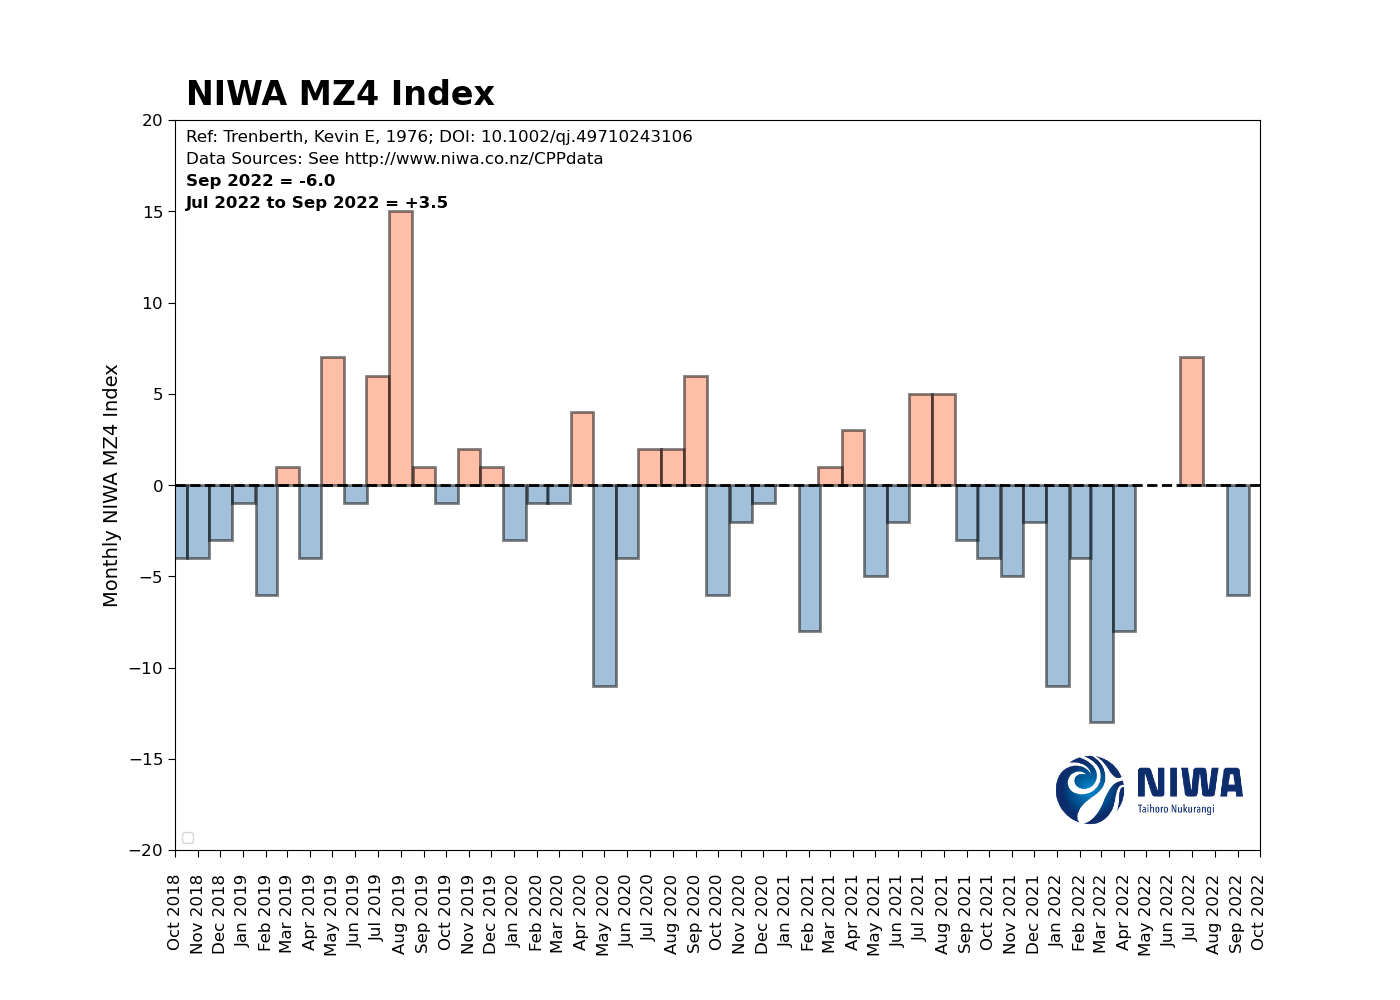 NIWA MZ4 Index
Ref: Trenberth, Kevin E, 1976; DOI: 10.1002/qj.49710243106
Data Sources: See http://www.niwa.co.nz/CPPdata
Sep 2022 = -6.0
Jul 2022 to Sep 2022 = +3.5
20
15
10
5
0
−5
−10
−15
−20
Monthly NIWA MZ4 Index
NIWA
Taihoro Nukurangi
Oct 2018
Nov 2018
Dec 2018
Jan 2019
Feb 2019
Mar 2019
Apr 2019
May 2019
Jun 2019
Jul 2019
Aug 2019
Sep 2019
Oct 2019
Nov 2019
Dec 2019
Jan 2020
Feb 2020
Mar 2020
Apr 2020
May 2020
Jun 2020
Jul 2020
Aug 2020
Sep 2020
Oct 2020
Nov 2020
Dec 2020
Jan 2021
Feb 2021
Mar 2021
Apr 2021
May 2021
Jun 2021
Jul 2021
Aug 2021
Sep 2021
Oct 2021
Nov 2021
Dec 2021
Jan 2022
Feb 2022
Mar 2022
Apr 2022
May 2022
Jun 2022
Jul 2022
Aug 2022
Sep 2022
Oct 2022